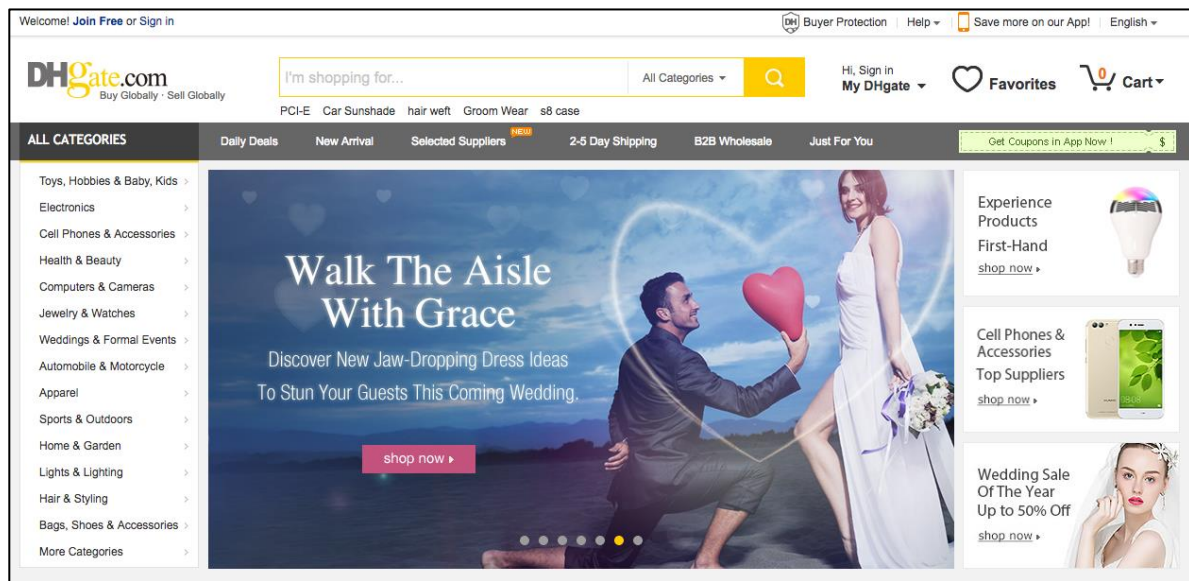 Welcome! Join Free or Sign in
DH Buyer Protection Help Save more on our App! English
DHgate.com
Buy Globally · Sell Globally
I'm shopping for...
All Categories
Hi, Sign in
My DHgate
Favorites
0
Cart
PCI-E Car Sunshade hair weft Groom Wear s8 case
ALL CATEGORIES
Daily Deals
New Arrival
Selected Suppliers
NEW
2-5 Day Shipping
B2B Wholesale
Just For You
Get Coupons in App Now ! $
Toys, Hobbies & Baby, Kids
Electronics
Cell Phones & Accessories
Health & Beauty
Computers & Cameras
Jewelry & Watches
Weddings & Formal Events
Automobile & Motorcycle
Apparel
Sports & Outdoors
Home & Garden
Lights & Lighting
Hair & Styling
Bags, Shoes & Accessories
More Categories
Walk The Aisle
With Grace
Discover New Jaw-Dropping Dress Ideas
To Stun Your Guests This Coming Wedding.
shop now
Experience
Products
First-Hand
shop now
Cell Phones &
Accessories
Top Suppliers
shop now
08:08
Wedding Sale
Of The Year
Up to 50% Off
shop now